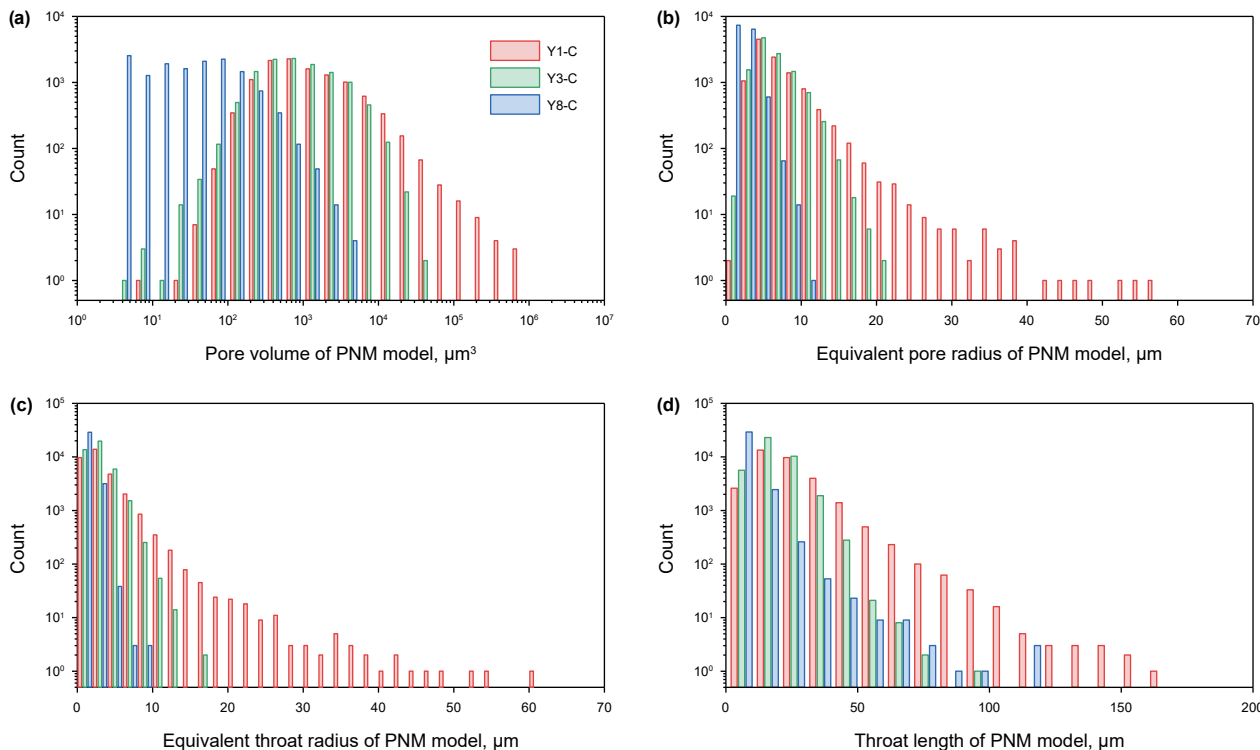 (a)
10⁴
10³
10²
10¹
10⁰
Count
10⁰ 10¹ 10² 10³ 10⁴ 10⁵ 10⁶ 10⁷
Pore volume of PNM model, µm³
Y1-C
Y3-C
Y8-C
(b)
10⁴
10³
10²
10¹
10⁰
Count
0 10 20 30 40 50 60 70
Equivalent pore radius of PNM model, µm
(c)
10⁵
10⁴
10³
10²
10¹
10⁰
Count
0 10 20 30 40 50 60 70
Equivalent throat radius of PNM model, µm
(d)
10⁵
10⁴
10³
10²
10¹
10⁰
Count
0 50 100 150 200
Throat length of PNM model, µm